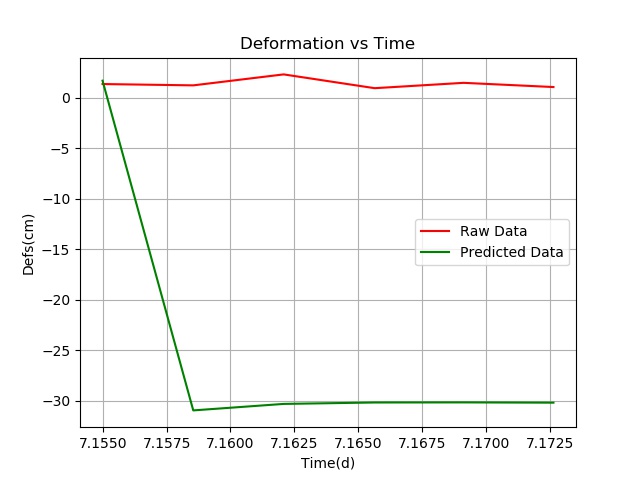 Deformation vs Time
Defs(cm)
0
−5
−10
−15
−20
−25
−30
Raw Data
Predicted Data
7.1550 7.1575 7.1600 7.1625 7.1650 7.1675 7.1700 7.1725
Time(d)